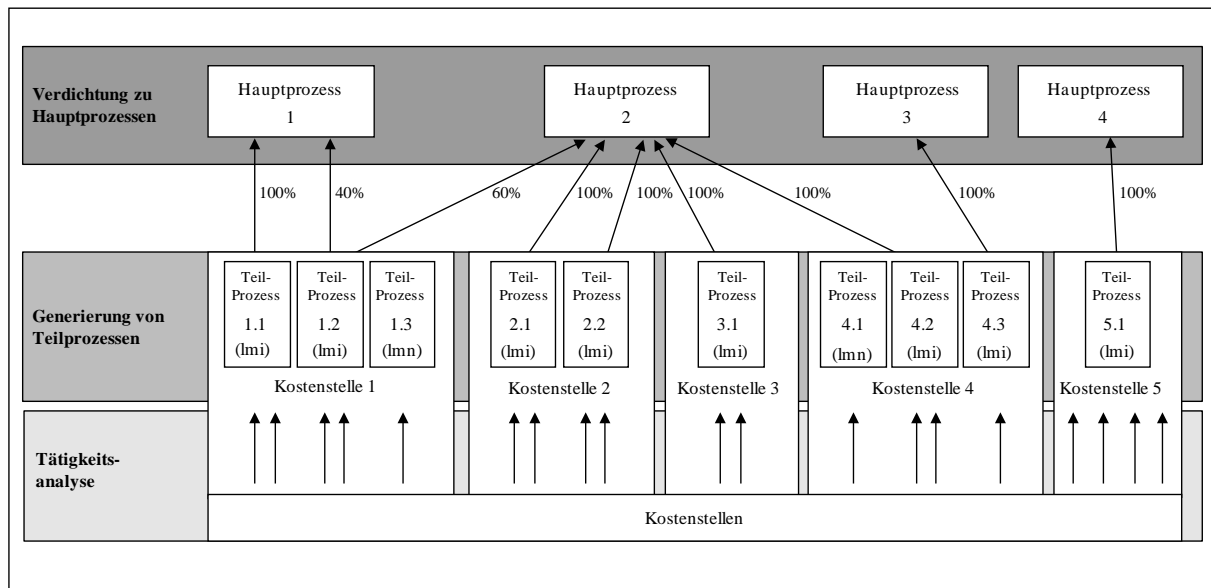 Verdichtung zu
Hauptprozessen
Hauptprozess
1
Hauptprozess
2
Hauptprozess
3
Hauptprozess
4
100%
40%
60%
100%
100%
100%
100%
100%
100%
Generierung von
Teilprozessen
Teil-
Prozess
1.1
(lmi)
Teil-
Prozess
1.2
(lmi)
Teil-
Prozess
1.3
(lmn)
Kostenstelle 1
Teil-
Prozess
2.1
(lmi)
Teil-
Prozess
2.2
(lmi)
Kostenstelle 2
Teil-
Prozess
3.1
(lmi)
Kostenstelle 3
Teil-
Prozess
4.1
(lmn)
Teil-
Prozess
4.2
(lmi)
Teil-
Prozess
4.3
(lmi)
Kostenstelle 4
Teil-
Prozess
5.1
(lmi)
Kostenstelle 5
Tätigkeits-
analyse
Kostenstellen